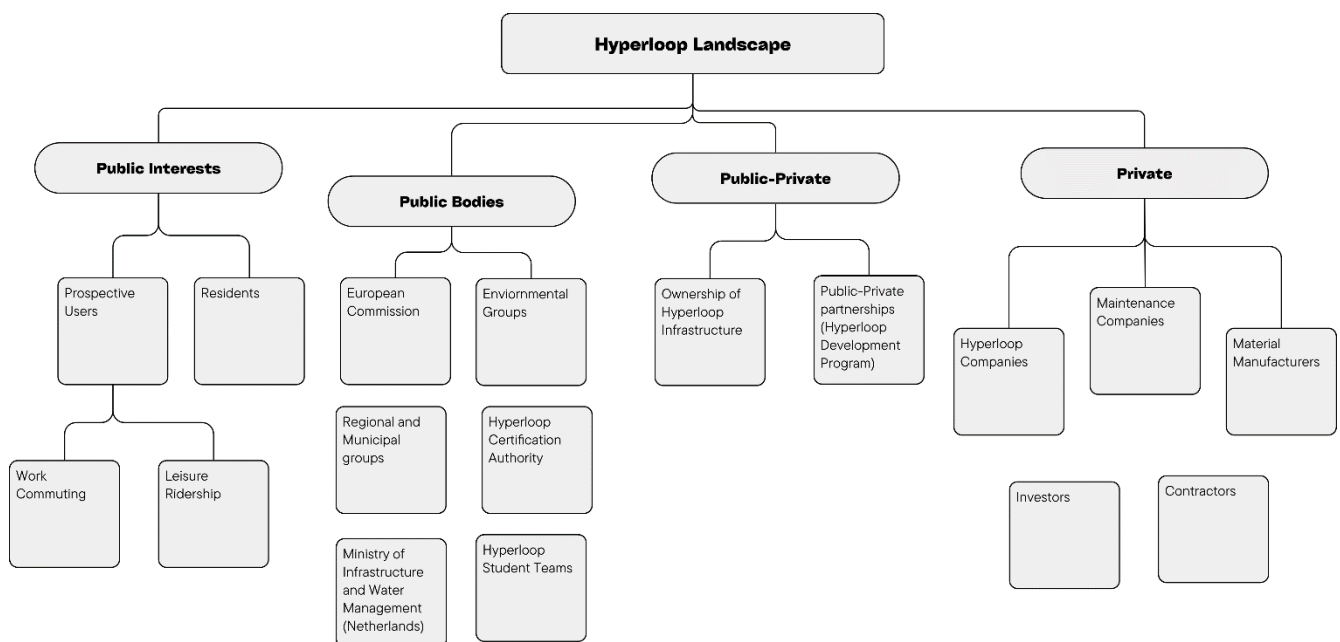 Hyperloop Landscape
Public Interests
Public Bodies
Public-Private
Private
Prospective
Users
Residents
European
Commission
Enviornmental
Groups
Ownership of
Hyperloop
Infrastructure
Public-Private
partnerships
(Hyperloop
Development
Program)
Hyperloop
Companies
Maintenance
Companies
Material
Manufacturers
Work
Commuting
Leisure
Ridership
Regional and
Municipal
groups
Hyperloop
Certification
Authority
Investors
Contractors
Ministry of
Infrastructure
and Water
Management
(Netherlands)
Hyperloop
Student Teams